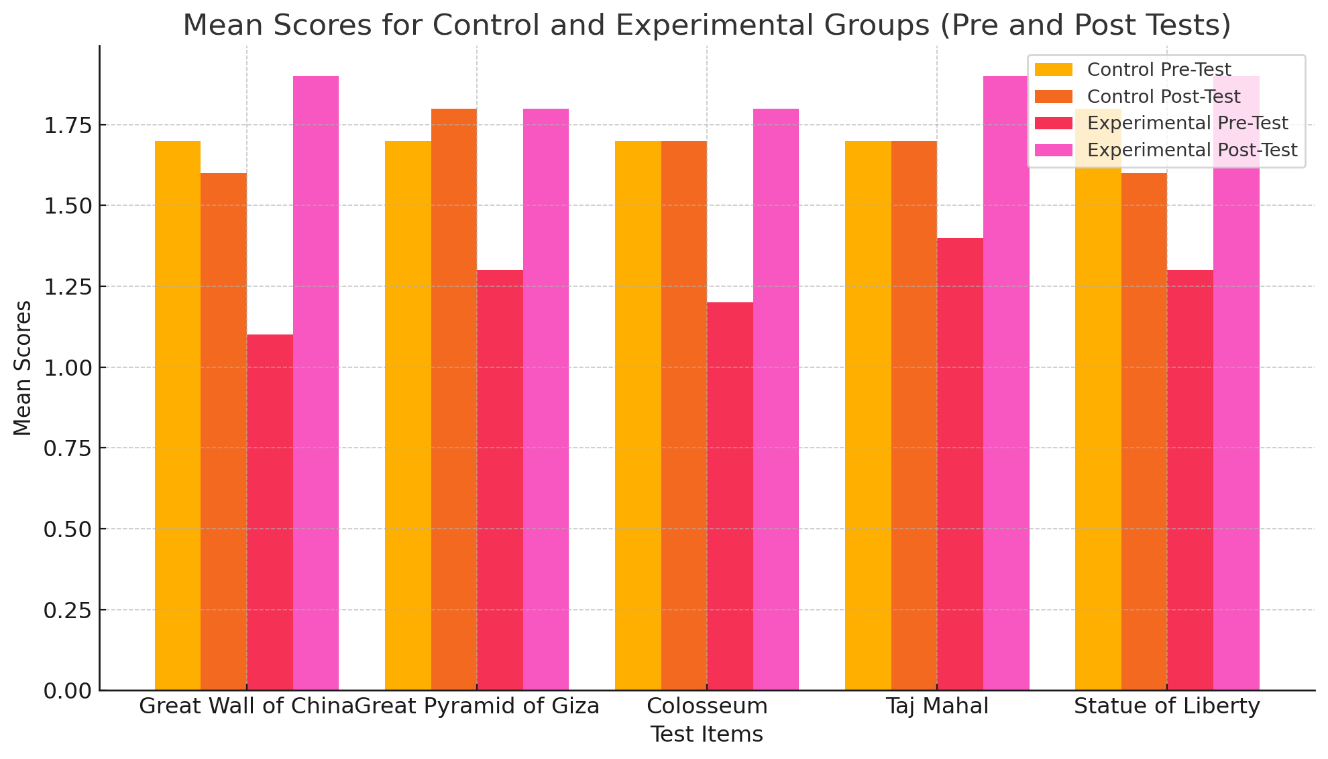 Mean Scores for Control and Experimental Groups (Pre and Post Tests)
Control Pre-Test
Control Post-Test
Experimental Pre-Test
Experimental Post-Test
Mean Scores
1.75
1.50
1.25
1.00
0.75
0.50
0.25
0.00
Great Wall of China
Great Pyramid of Giza
Colosseum
Taj Mahal
Statue of Liberty
Test Items